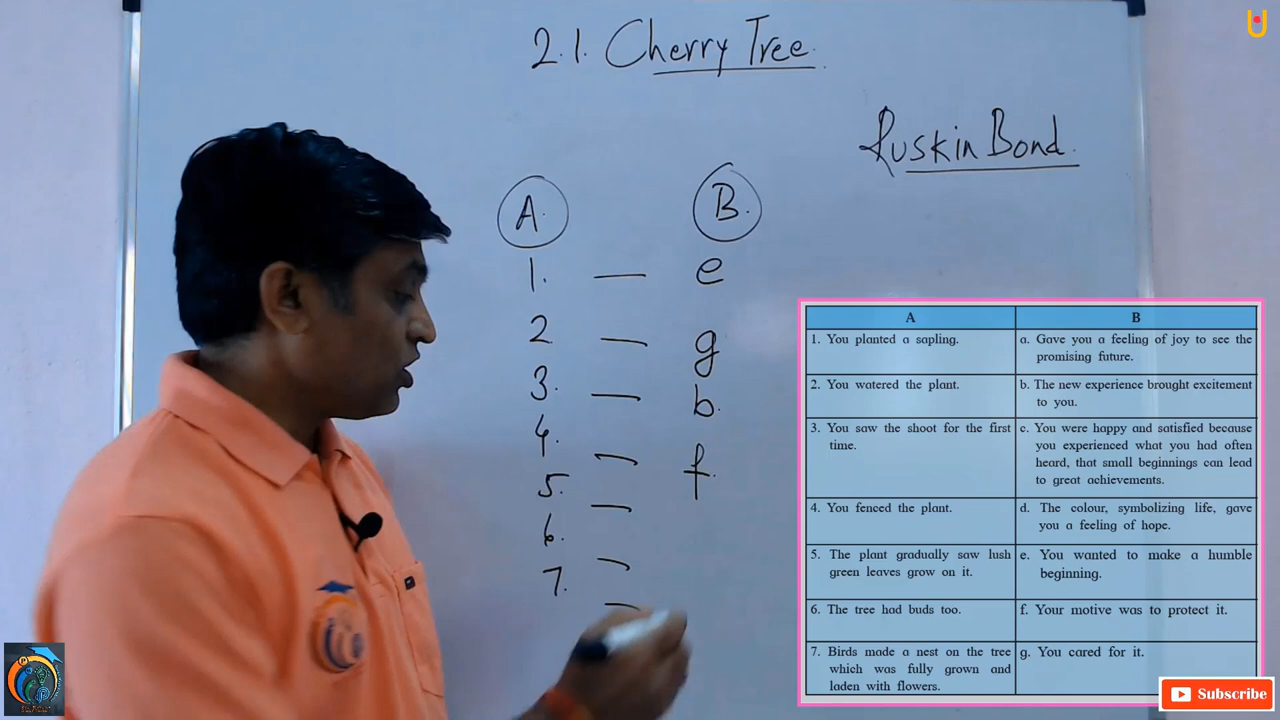 2.1. Cherry Tree.
Ruskin Bond.
A. B.
1. — e
2 — g
3. — b.
4. — f.
5. —
6. —
7. —
A B
1. You planted a sapling. a. Gave you a feeling of joy to see the
promising future.
2. You watered the plant. b. The new experience brought excitement
to you.
3. You saw the shoot for the first c. You were happy and satisfied because
time. you experienced what you had often
heard, that small beginnings can lead
to great achievements.
4. You fenced the plant. d. The colour, symbolizing life, gave
you a feeling of hope.
5. The plant gradually saw lush e. You wanted to make a humble
green leaves grow on it. beginning.
6. The tree had buds too. f. Your motive was to protect it.
7. Birds made a nest on the tree g. You cared for it.
which was fully grown and
laden with flowers.
Subscribe